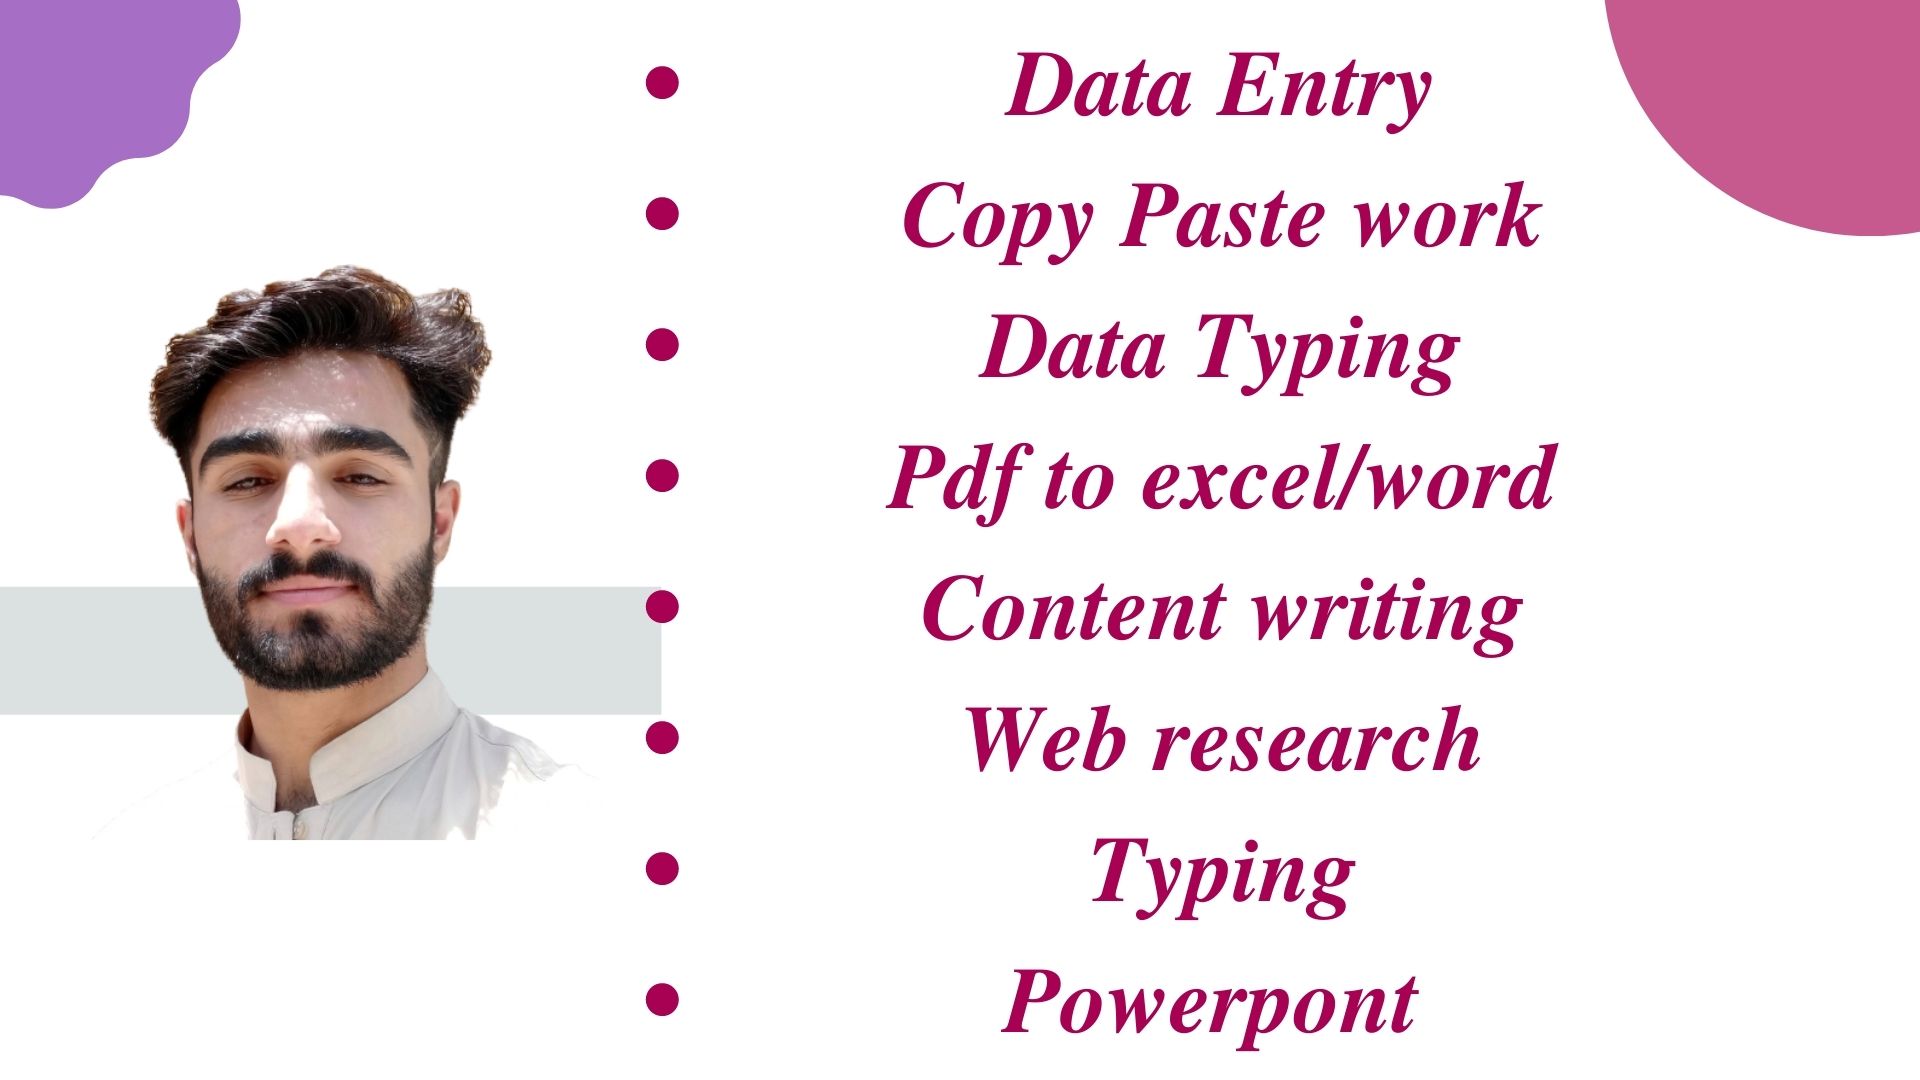 Data Entry
Copy Paste work
Data Typing
Pdf to excel/word
Content writing
Web research
Typing
Powerpont